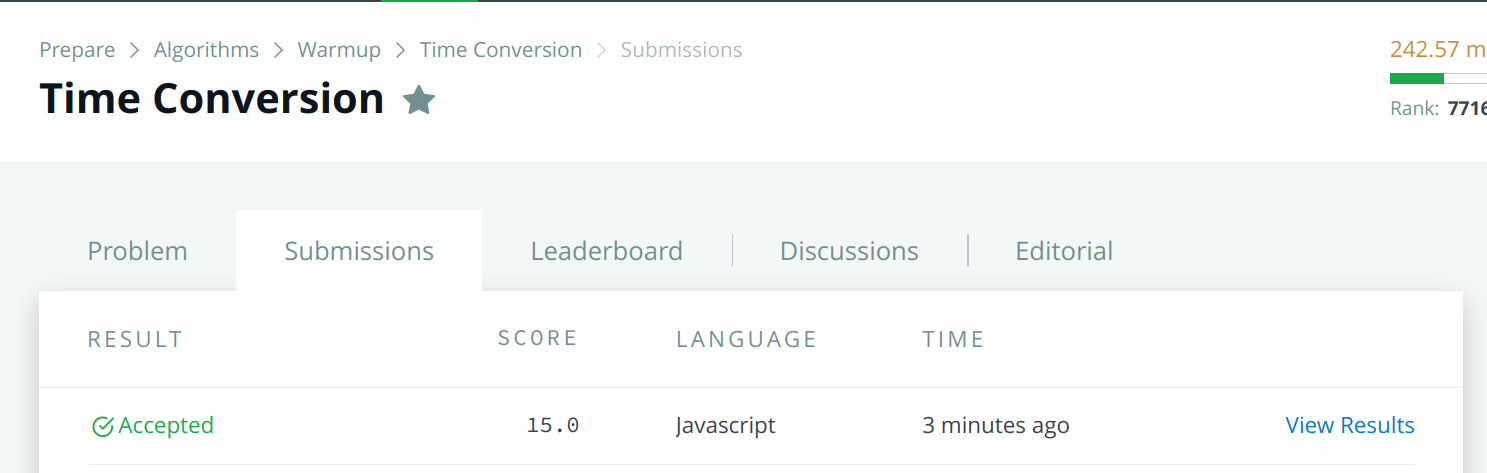 Prepare > Algorithms > Warmup > Time Conversion > Submissions
242.57 m
Time Conversion
Rank: 7716
Problem Submissions Leaderboard Discussions Editorial
RESULT SCORE LANGUAGE TIME
Accepted 15.0 Javascript 3 minutes ago View Results